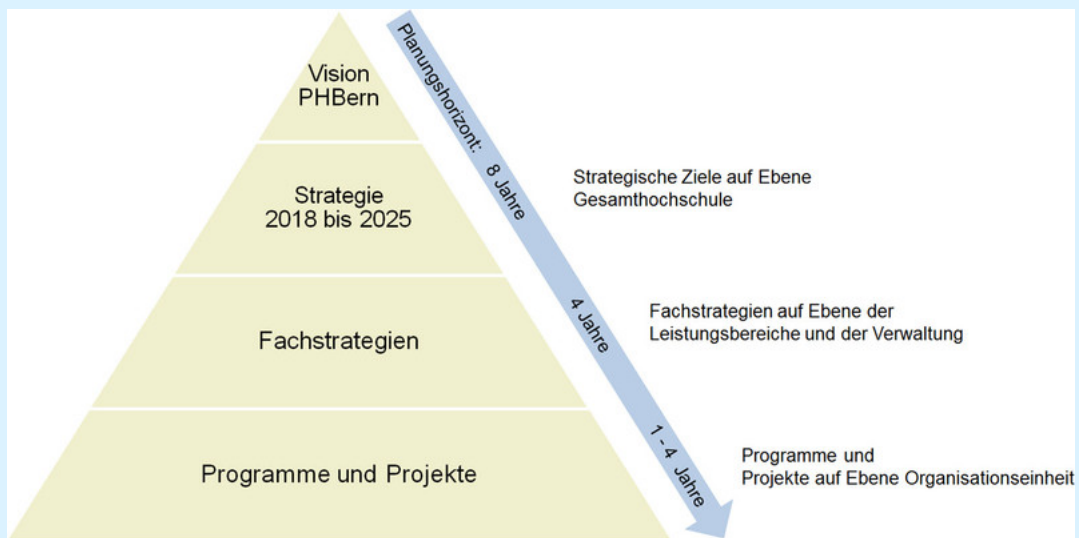 Vision
PHBern
Planungshorizont: 8 Jahre
Strategie
2018 bis 2025
Strategische Ziele auf Ebene
Gesamthochschule
Fachstrategien
4 Jahre
Fachstrategien auf Ebene der
Leistungsbereiche und der Verwaltung
Programme und Projekte
1 - 4 Jahre
Programme und
Projekte auf Ebene Organisationseinheit